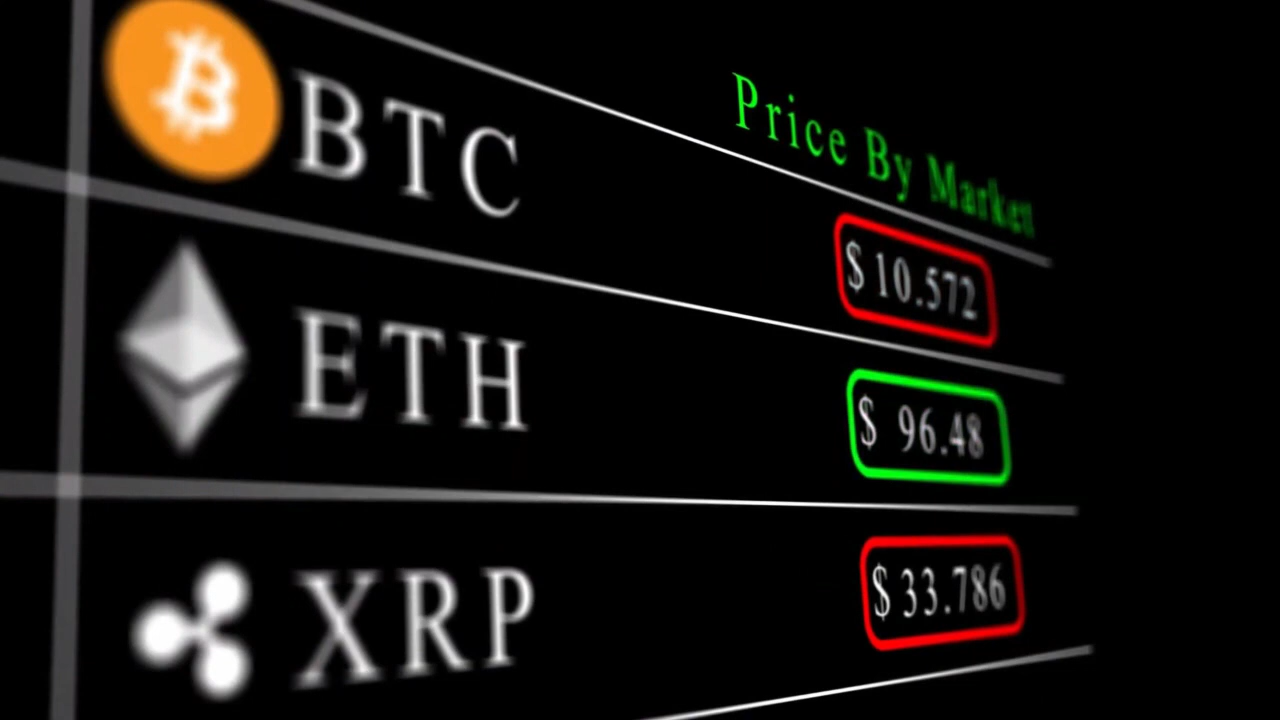 Price By Market
BTC $ 10.572
ETH $ 96.48
XRP $ 33.786